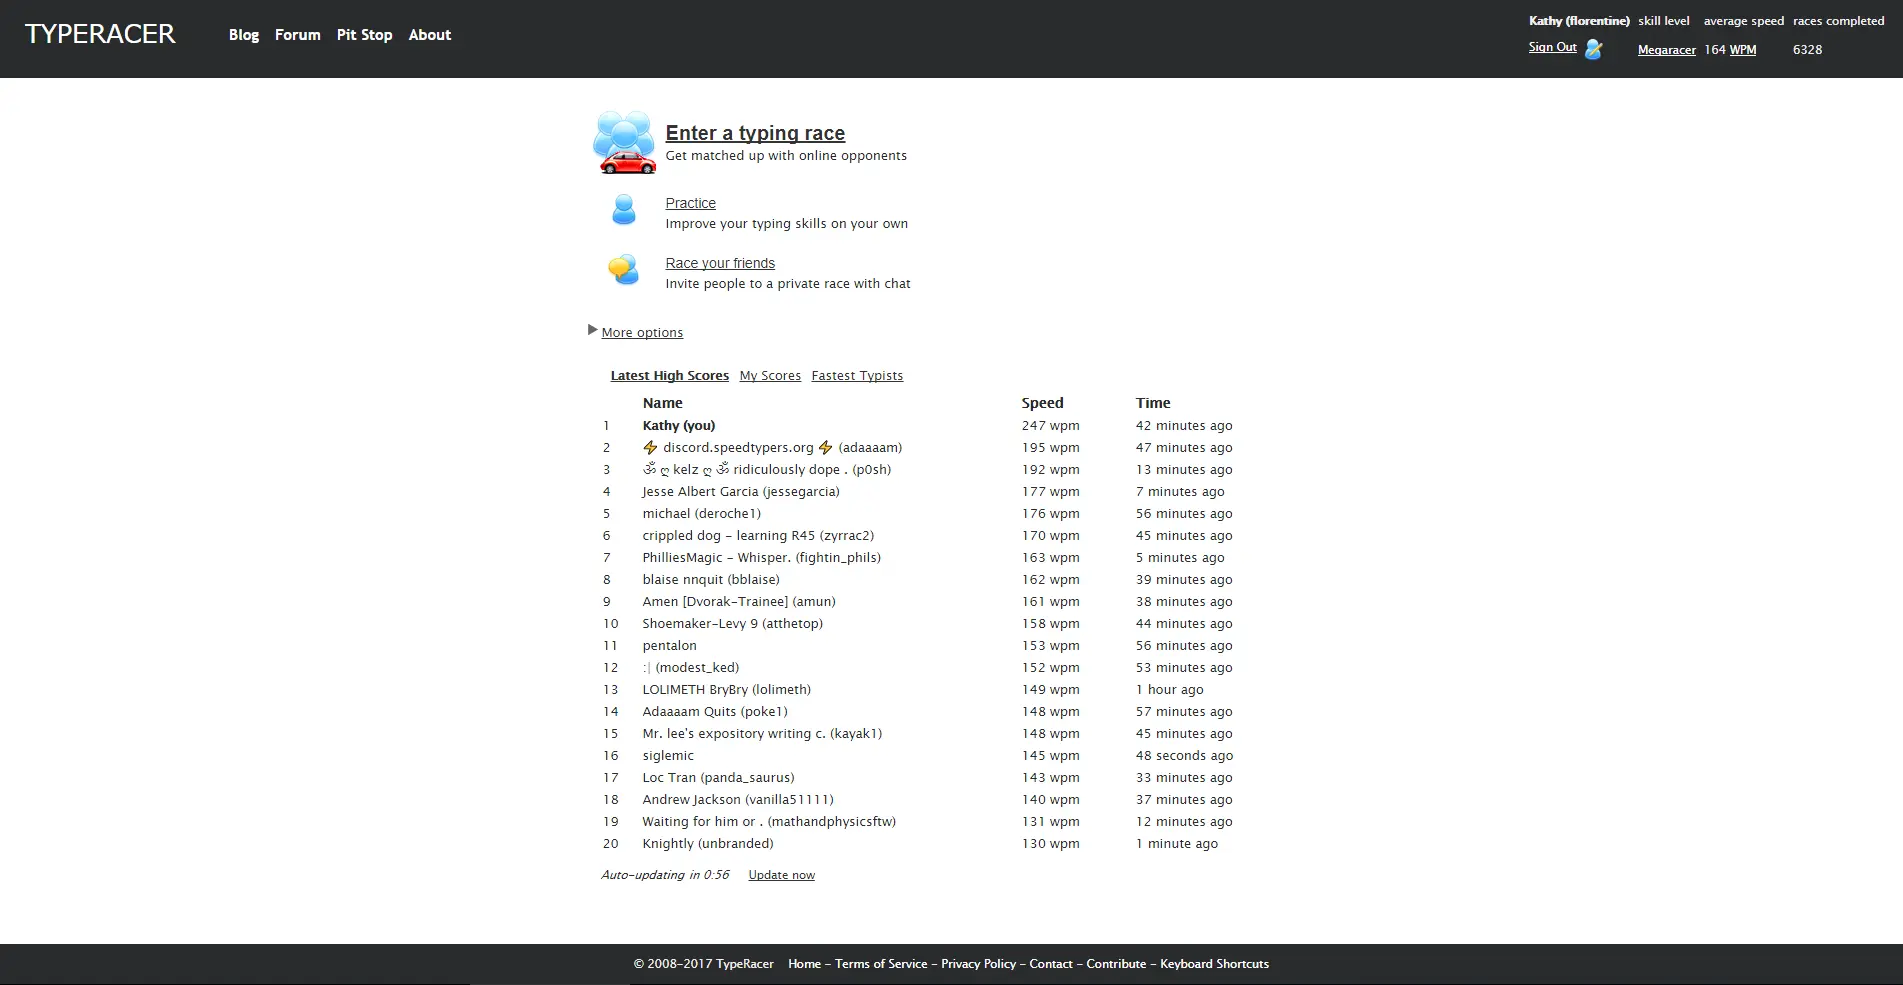 TYPERACER Blog Forum Pit Stop About
Kathy (florentine) skill level average speed races completed
Sign Out Megaracer 164 WPM 6328
Enter a typing race
Get matched up with online opponents
Practice
Improve your typing skills on your own
Race your friends
Invite people to a private race with chat
More options
Latest High Scores My Scores Fastest Typists
Name Speed Time
1 Kathy (you) 247 wpm 42 minutes ago
2 ⚡ discord.speedtypers.org ⚡ (adaaaam) 195 wpm 47 minutes ago
3 ॐ ღ kelz ღ ॐ ridiculously dope . (p0sh) 192 wpm 13 minutes ago
4 Jesse Albert Garcia (jessegarcia) 177 wpm 7 minutes ago
5 michael (deroche1) 176 wpm 56 minutes ago
6 crippled dog - learning R45 (zyrrac2) 170 wpm 45 minutes ago
7 PhilliesMagic - Whisper. (fightin_phils) 163 wpm 5 minutes ago
8 blaise nnquit (bblaise) 162 wpm 39 minutes ago
9 Amen [Dvorak-Trainee] (amun) 161 wpm 38 minutes ago
10 Shoemaker-Levy 9 (atthetop) 158 wpm 44 minutes ago
11 pentalon 153 wpm 56 minutes ago
12 :| (modest_ked) 152 wpm 53 minutes ago
13 LOLIMETH BryBry (lolimeth) 149 wpm 1 hour ago
14 Adaaaam Quits (poke1) 148 wpm 57 minutes ago
15 Mr. lee's expository writing c. (kayak1) 148 wpm 45 minutes ago
16 siglemic 145 wpm 48 seconds ago
17 Loc Tran (panda_saurus) 143 wpm 33 minutes ago
18 Andrew Jackson (vanilla51111) 140 wpm 37 minutes ago
19 Waiting for him or . (mathandphysicsftw) 131 wpm 12 minutes ago
20 Knightly (unbranded) 130 wpm 1 minute ago
Auto-updating in 0:56 Update now
© 2008-2017 TypeRacer Home - Terms of Service - Privacy Policy - Contact - Contribute - Keyboard Shortcuts